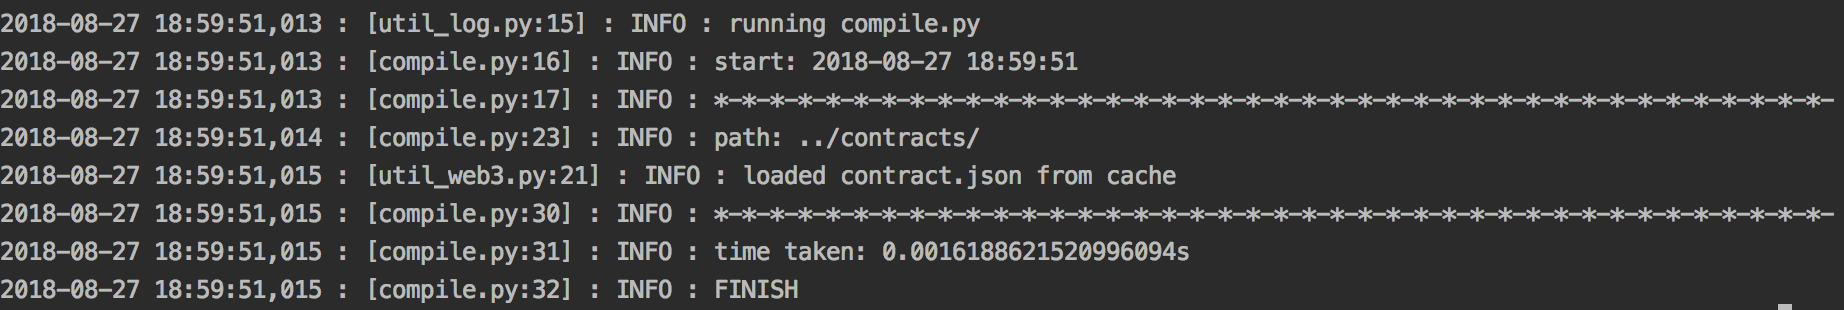 2018-08-27 18:59:51,013 : [util_log.py:15] : INFO : running compile.py
2018-08-27 18:59:51,013 : [compile.py:16] : INFO : start: 2018-08-27 18:59:51
2018-08-27 18:59:51,013 : [compile.py:17] : INFO : *-*-*-*-*-*-*-*-*-*-*-*-*-*-*-*-*-*-*-*-*-*-*-*-*-*-*-*-*-*-*-*-*-*-*-*-*-*-*-*-
2018-08-27 18:59:51,014 : [compile.py:23] : INFO : path: ../contracts/
2018-08-27 18:59:51,015 : [util_web3.py:21] : INFO : loaded contract.json from cache
2018-08-27 18:59:51,015 : [compile.py:30] : INFO : *-*-*-*-*-*-*-*-*-*-*-*-*-*-*-*-*-*-*-*-*-*-*-*-*-*-*-*-*-*-*-*-*-*-*-*-*-*-*-*-
2018-08-27 18:59:51,015 : [compile.py:31] : INFO : time taken: 0.0016188621520996094s
2018-08-27 18:59:51,015 : [compile.py:32] : INFO : FINISH